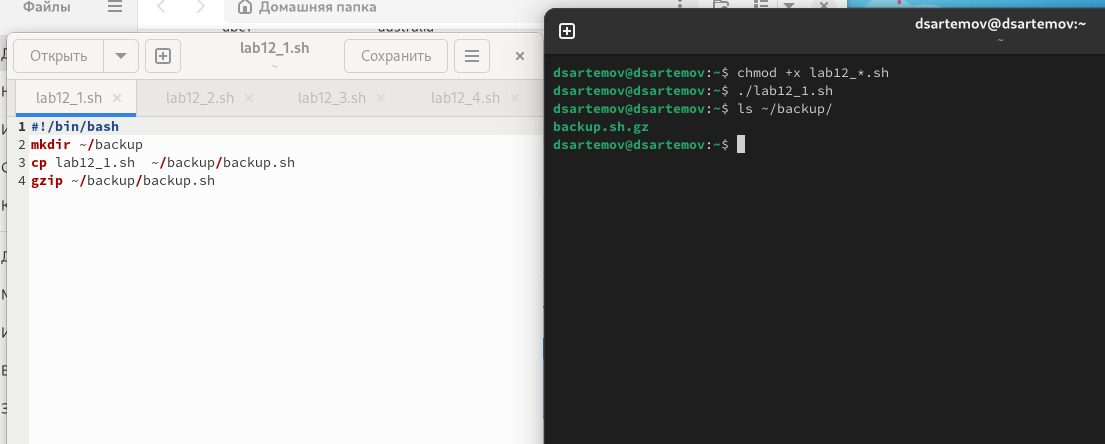 Файлы
Домашняя папка
Открыть
lab12_1.sh
~
Сохранить
lab12_1.sh
lab12_2.sh
lab12_3.sh
lab12_4.sh
1 #!/bin/bash
2 mkdir ~/backup
3 cp lab12_1.sh  ~/backup/backup.sh
4 gzip ~/backup/backup.sh
dsartemov@dsartemov:~
~
dsartemov@dsartemov:~$ chmod +x lab12_*.sh
dsartemov@dsartemov:~$ ./lab12_1.sh
dsartemov@dsartemov:~$ ls ~/backup/
backup.sh.gz
dsartemov@dsartemov:~$